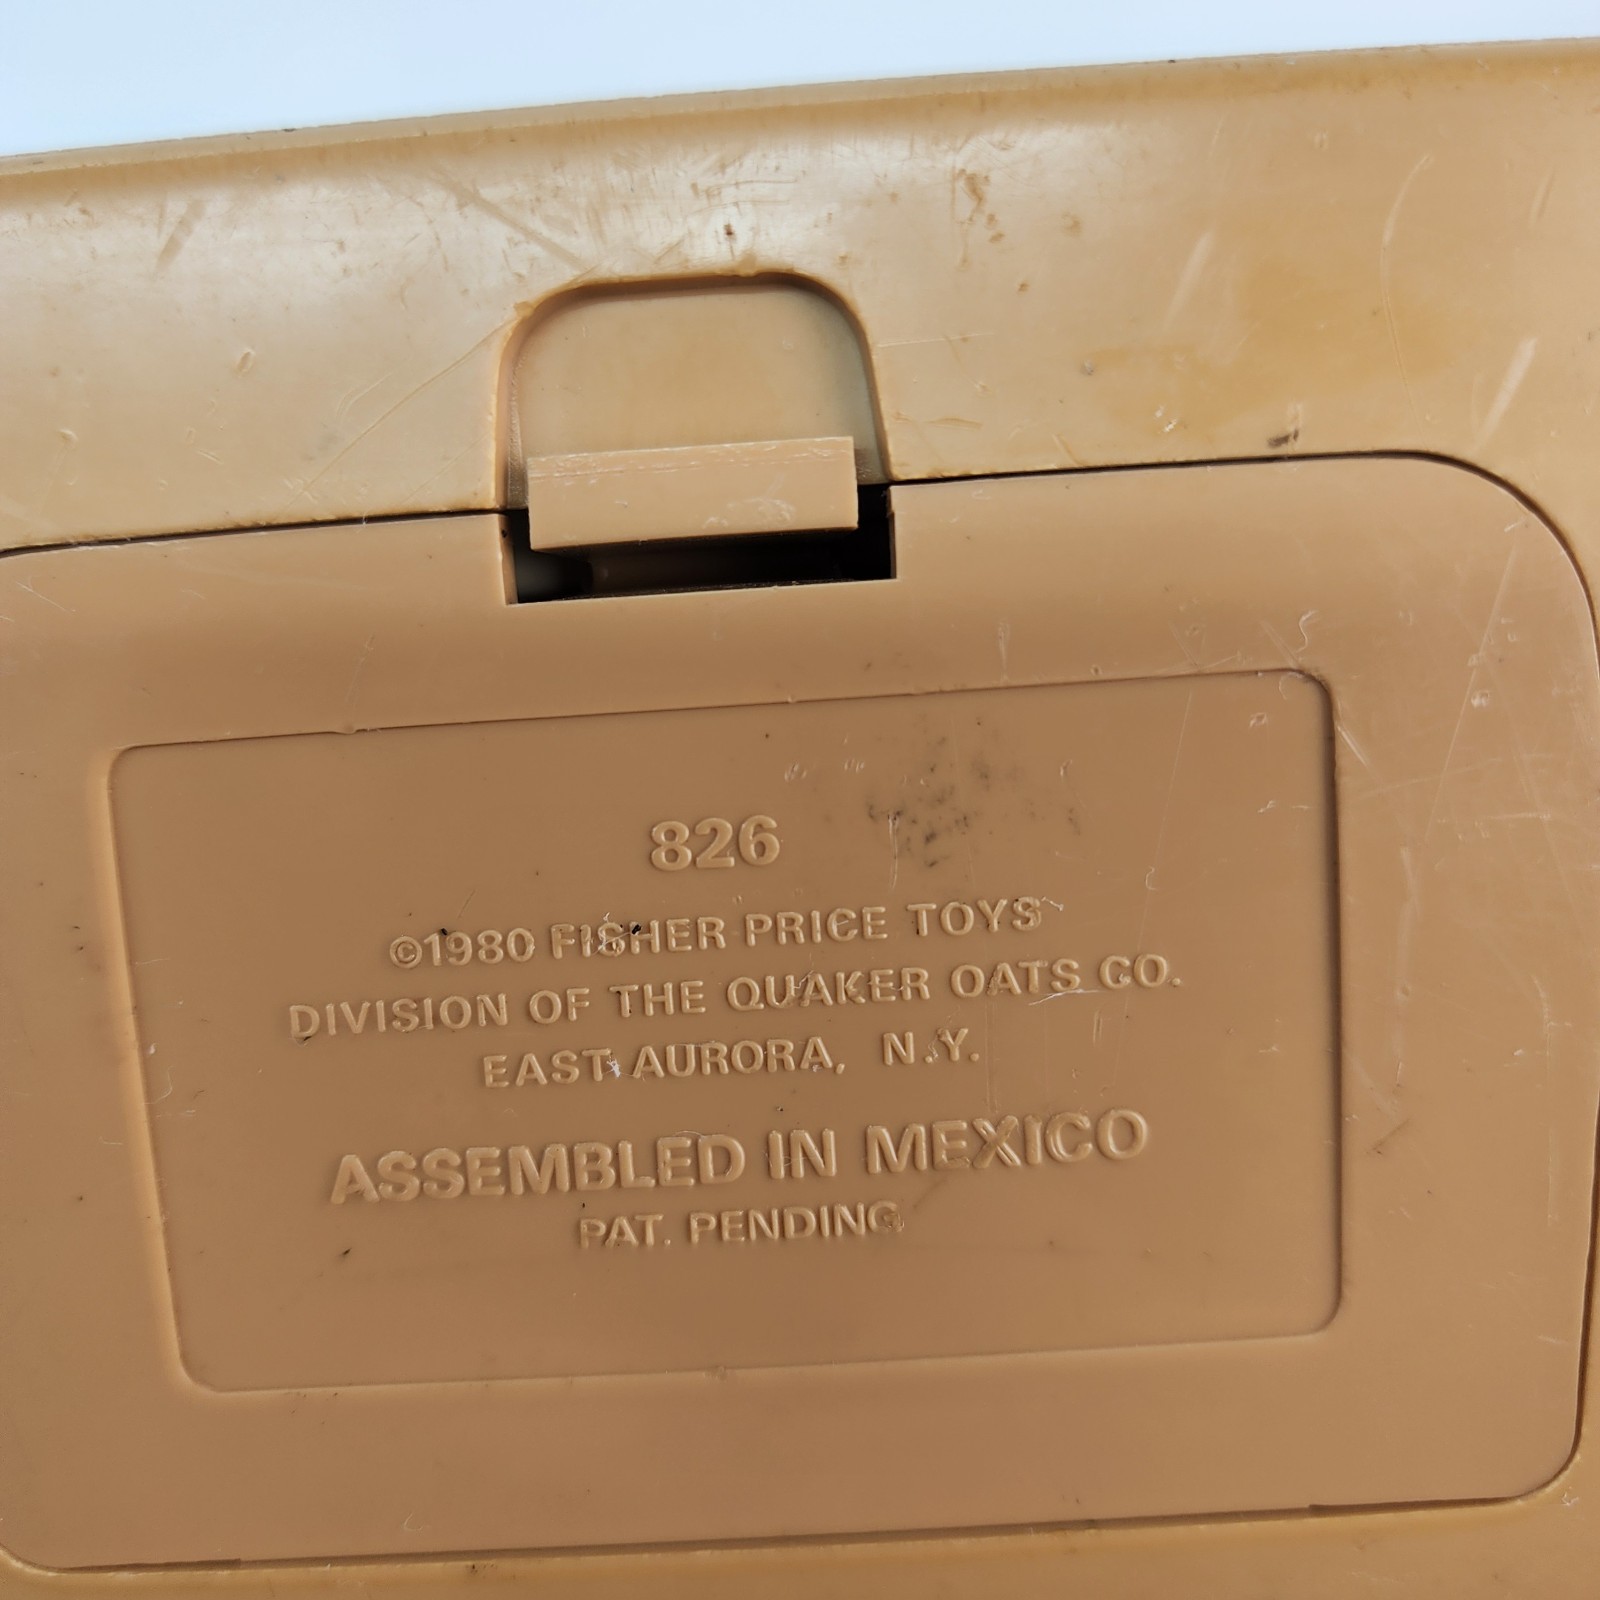 826
©1980 FISHER PRICE TOYS
DIVISION OF THE QUAKER OATS CO.
EAST AURORA, N.Y.
ASSEMBLED IN MEXICO
PAT. PENDING